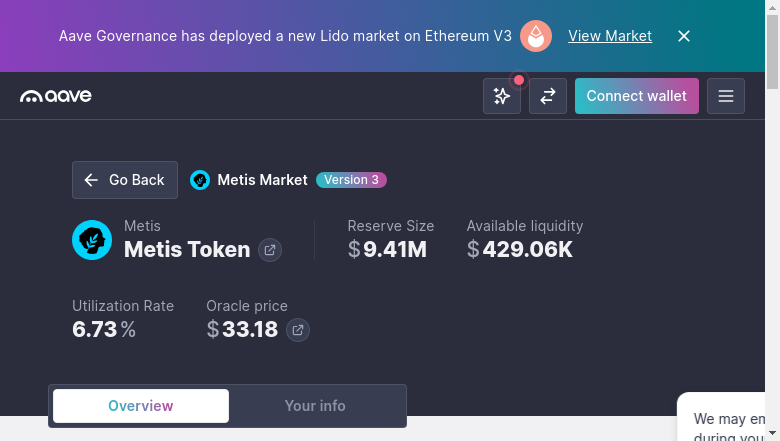 Aave Governance has deployed a new Lido market on Ethereum V3 View Market
aave Connect wallet
Go Back Metis Market Version 3
Metis
Metis Token
Reserve Size
$9.41M
Available liquidity
$429.06K
Utilization Rate
6.73%
Oracle price
$33.18
Overview Your info
We may em
during you